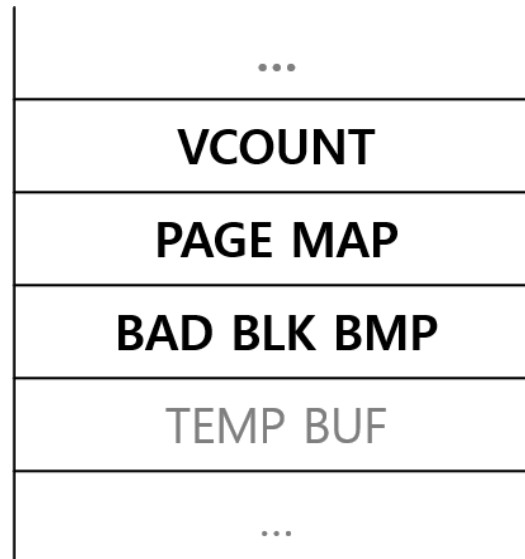 ...
VCOUNT
PAGE MAP
BAD BLK BMP
TEMP BUF
...